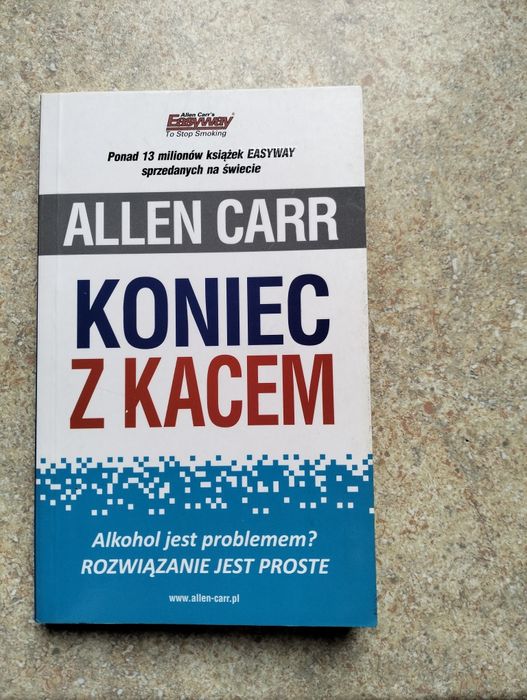 Allen Carr's
EASYWAY®
To Stop Smoking
Ponad 13 milionów książek EASYWAY
sprzedanych na świecie
ALLEN CARR
KONIEC
Z KACEM
Alkohol jest problemem?
ROZWIĄZANIE JEST PROSTE
www.allen-carr.pl